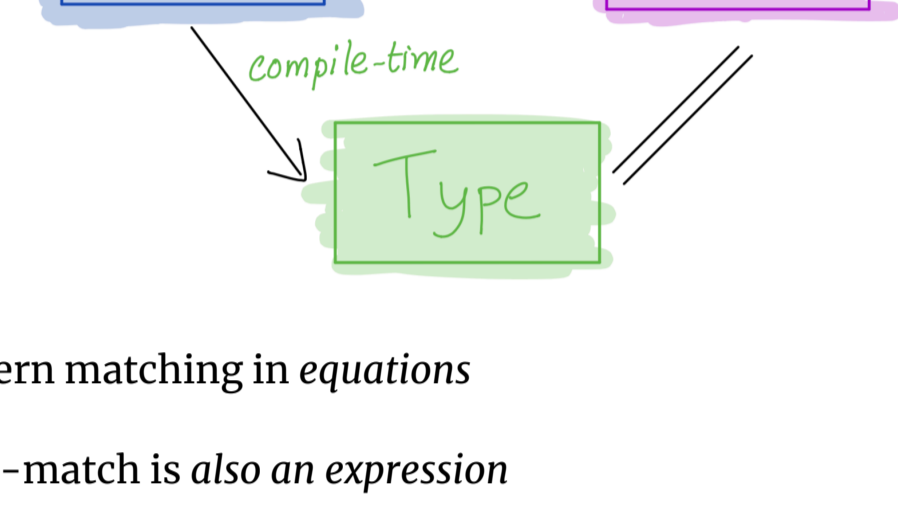 compile-time
Type
ern matching in equations
-match is also an expression